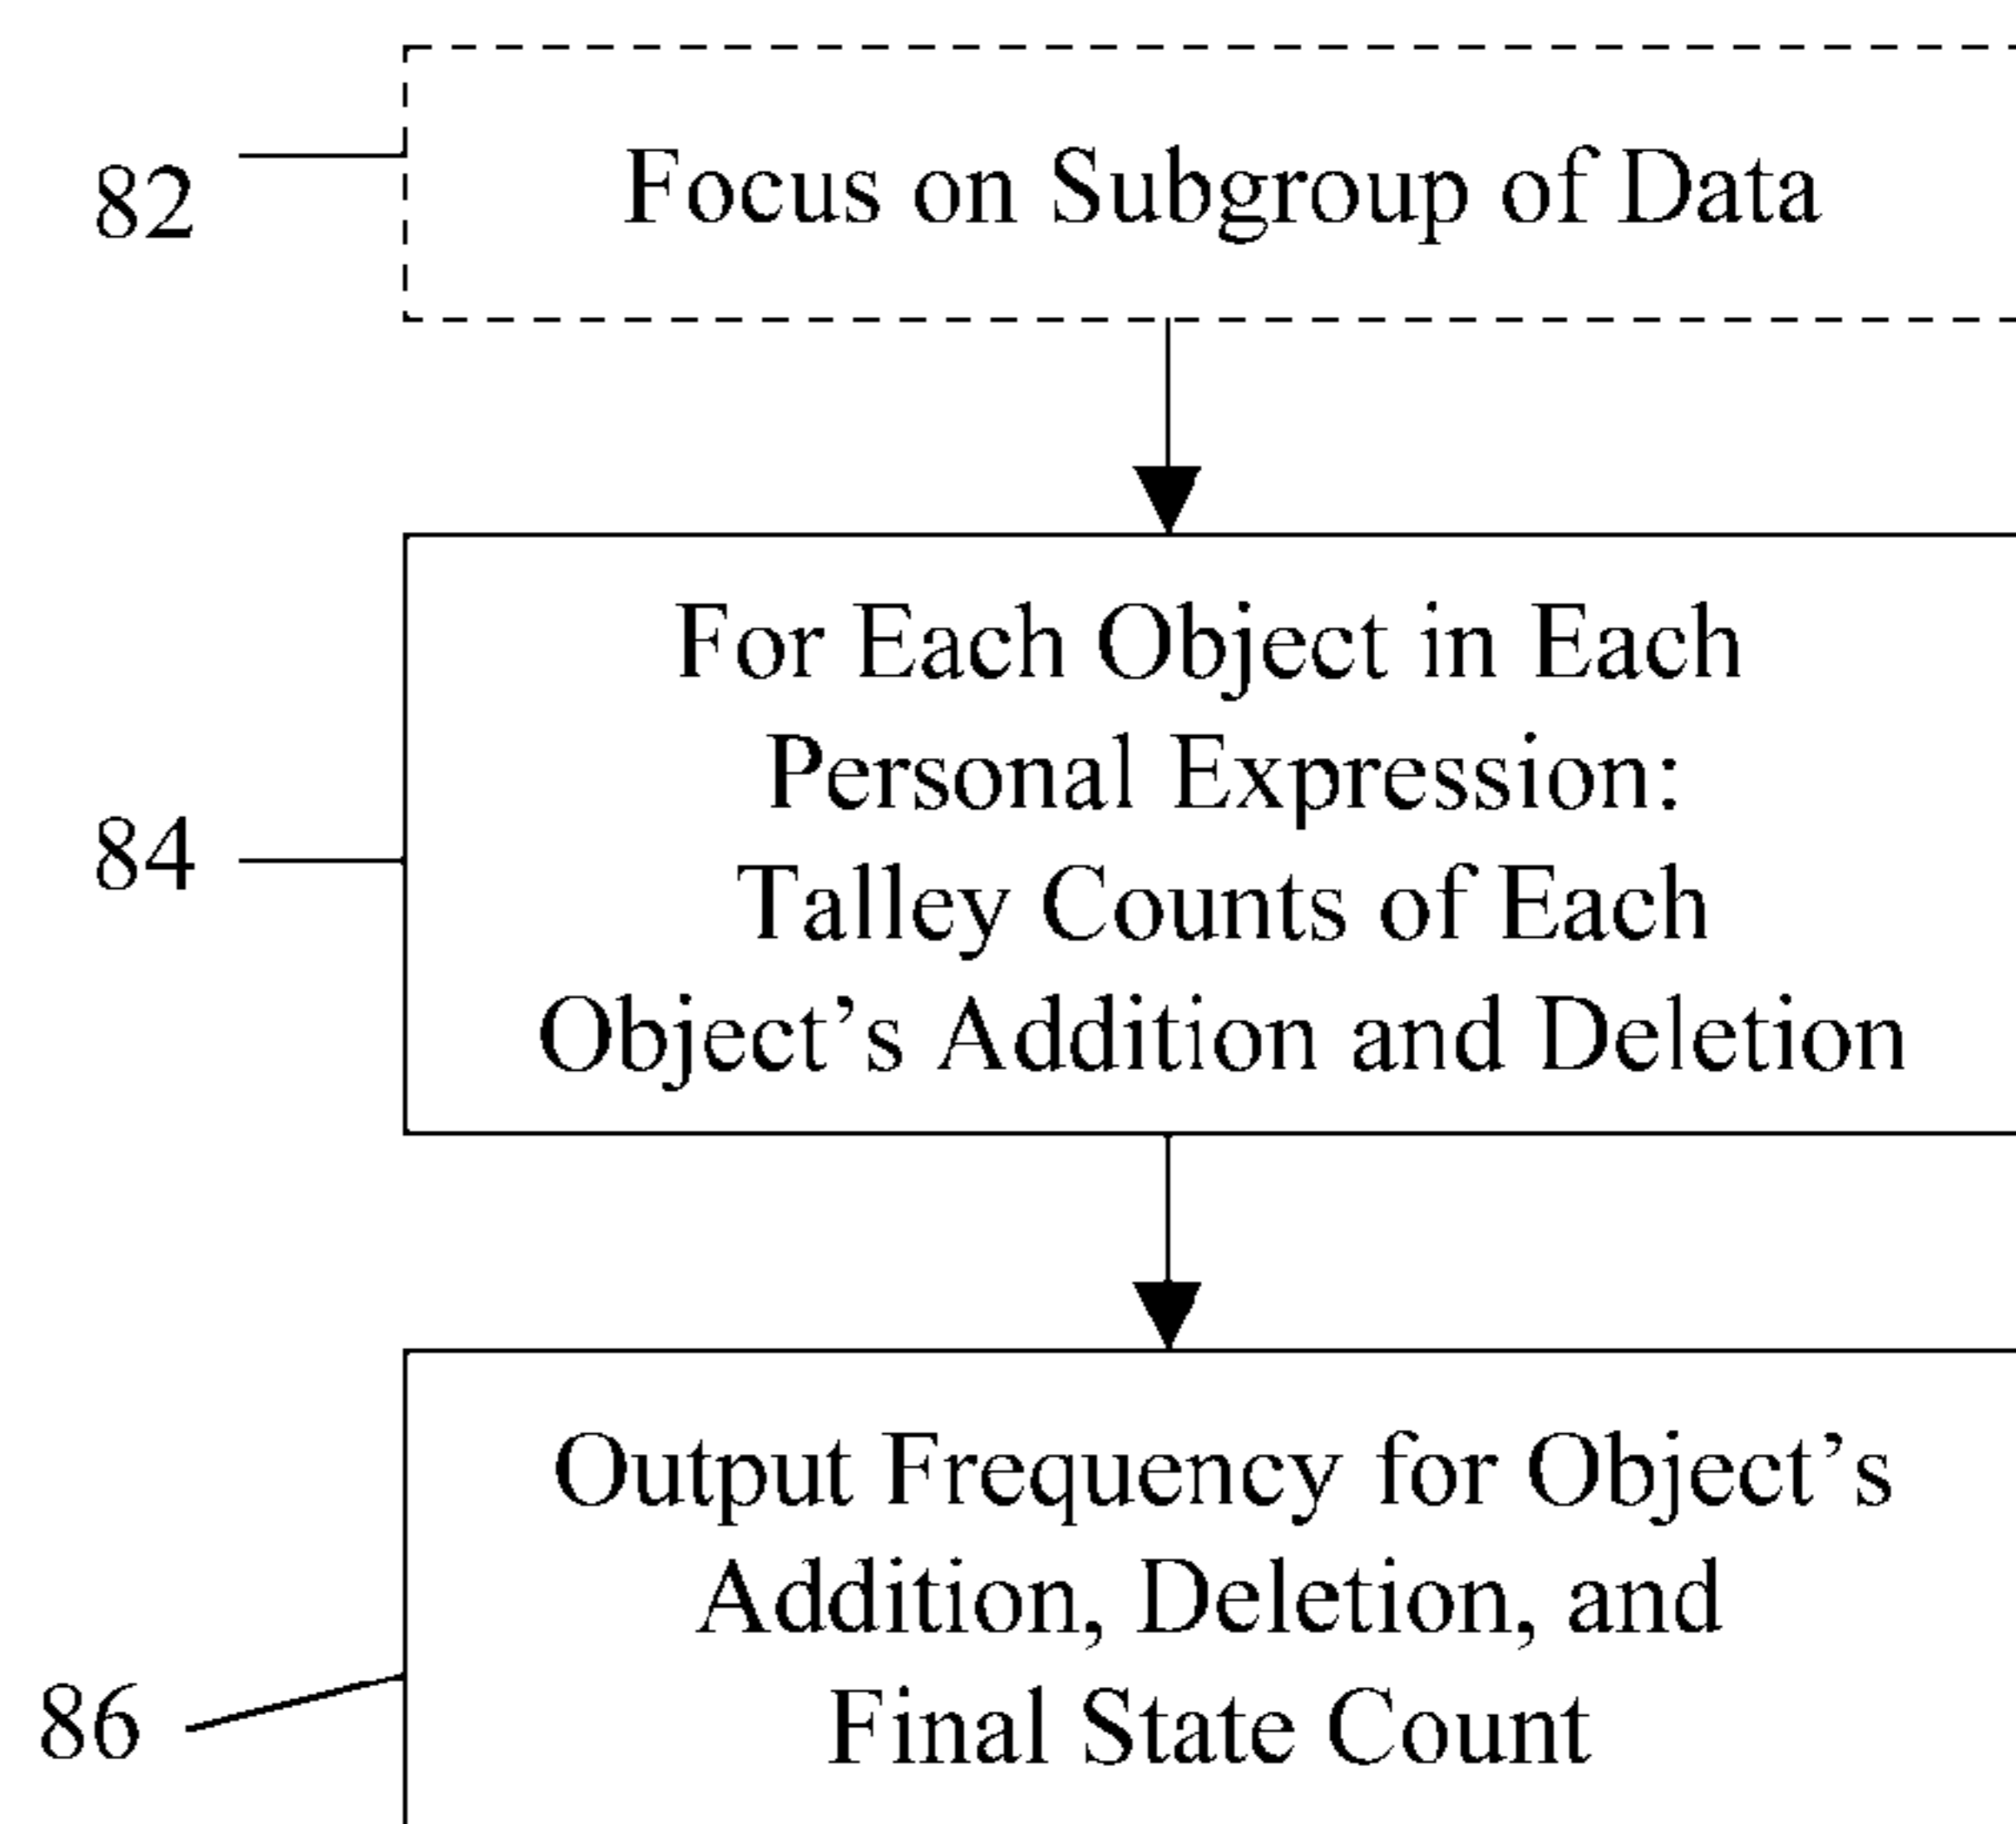 82
Focus on Subgroup of Data
84
For Each Object in Each
Personal Expression:
Talley Counts of Each
Object’s Addition and Deletion
86
Output Frequency for Object’s
Addition, Deletion, and
Final State Count